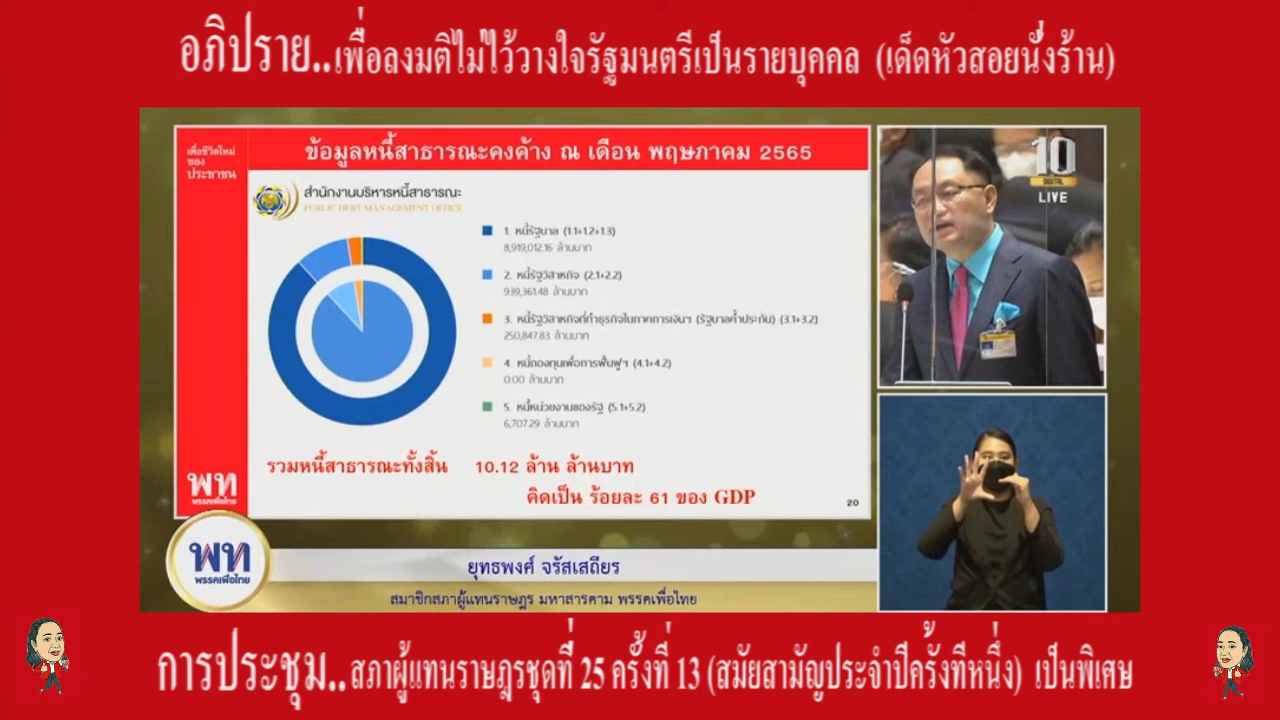 อภิปราย..เพื่อลงมติไม่ไว้วางใจรัฐมนตรีเป็นรายบุคคล (เด็ดหัวสอยนั่งร้าน)
เพื่อชีวิตใหม่
ของ
ประชาชน
ข้อมูลหนี้สาธารณะคงค้าง ณ เดือน พฤษภาคม 2565
สำนักงานบริหารหนี้สาธารณะ
PUBLIC DEBT MANAGEMENT OFFICE
1. หนี้รัฐบาล (1.1+1.2+1.3)
8,919,012.16 ล้านบาท
2. หนี้รัฐวิสาหกิจ (2.1+2.2)
939,361.48 ล้านบาท
3. หนี้รัฐวิสาหกิจที่ทำธุรกิจในภาคการเงินฯ (รัฐบาลค้ำประกัน) (3.1+3.2)
250,847.83 ล้านบาท
4. หนี้กองทุนเพื่อการฟื้นฟูฯ (4.1+4.2)
0.00 ล้านบาท
5. หนี้หน่วยงานของรัฐ (5.1+5.2)
6,707.29 ล้านบาท
รวมหนี้สาธารณะทั้งสิ้น 10.12 ล้าน ล้านบาท
คิดเป็น ร้อยละ 61 ของ GDP
20
พท
พรรคเพื่อไทย
10
DIGITAL
LIVE
พท
พรรคเพื่อไทย
ยุทธพงศ์ จรัสเสถียร
สมาชิกสภาผู้แทนราษฎร มหาสารคาม พรรคเพื่อไทย
การประชุม..สภาผู้แทนราษฎรชุดที่ 25 ครั้งที่ 13 (สมัยสามัญประจำปีครั้งทีหนึ่ง) เป็นพิเศษ